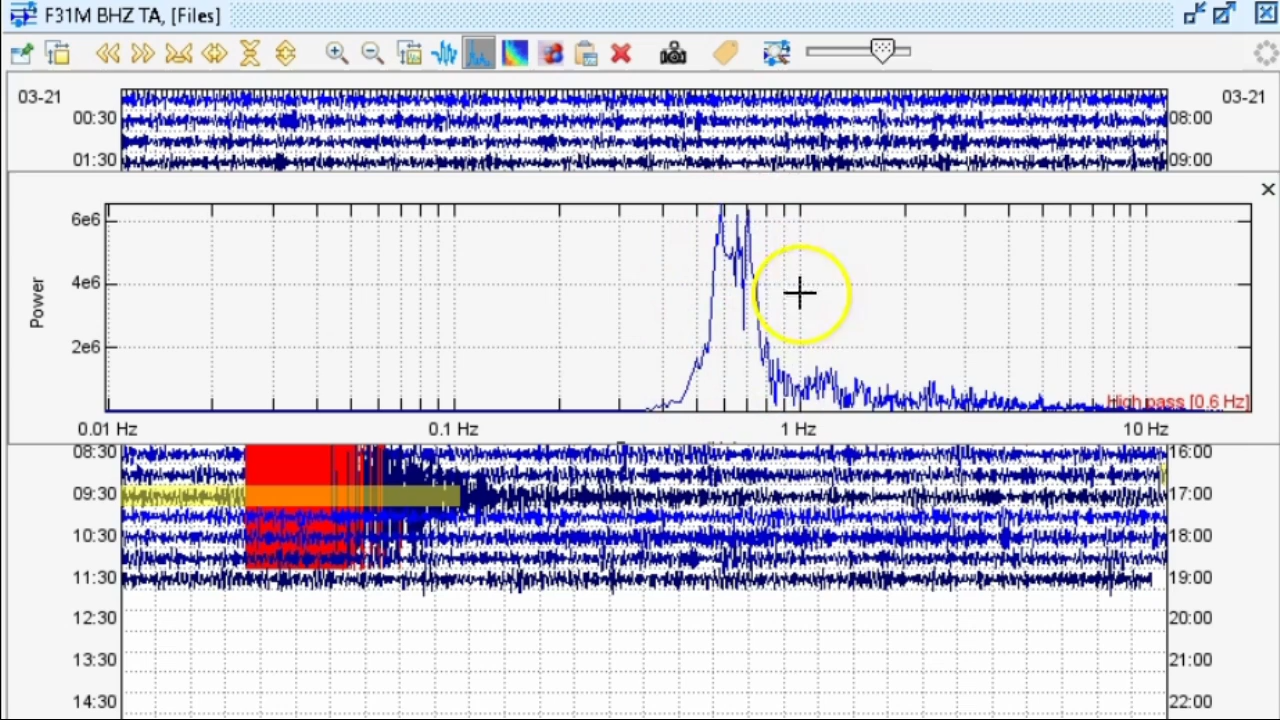 F31M BHZ TA, [Files]
03-21 03-21
00:30 08:00
01:30 09:00
6e6
4e6
2e6
Power
High pass [0.6 Hz]
0.01 Hz 0.1 Hz 1 Hz 10 Hz
08:30 16:00
09:30 17:00
10:30 18:00
11:30 19:00
12:30 20:00
13:30 21:00
14:30 22:00